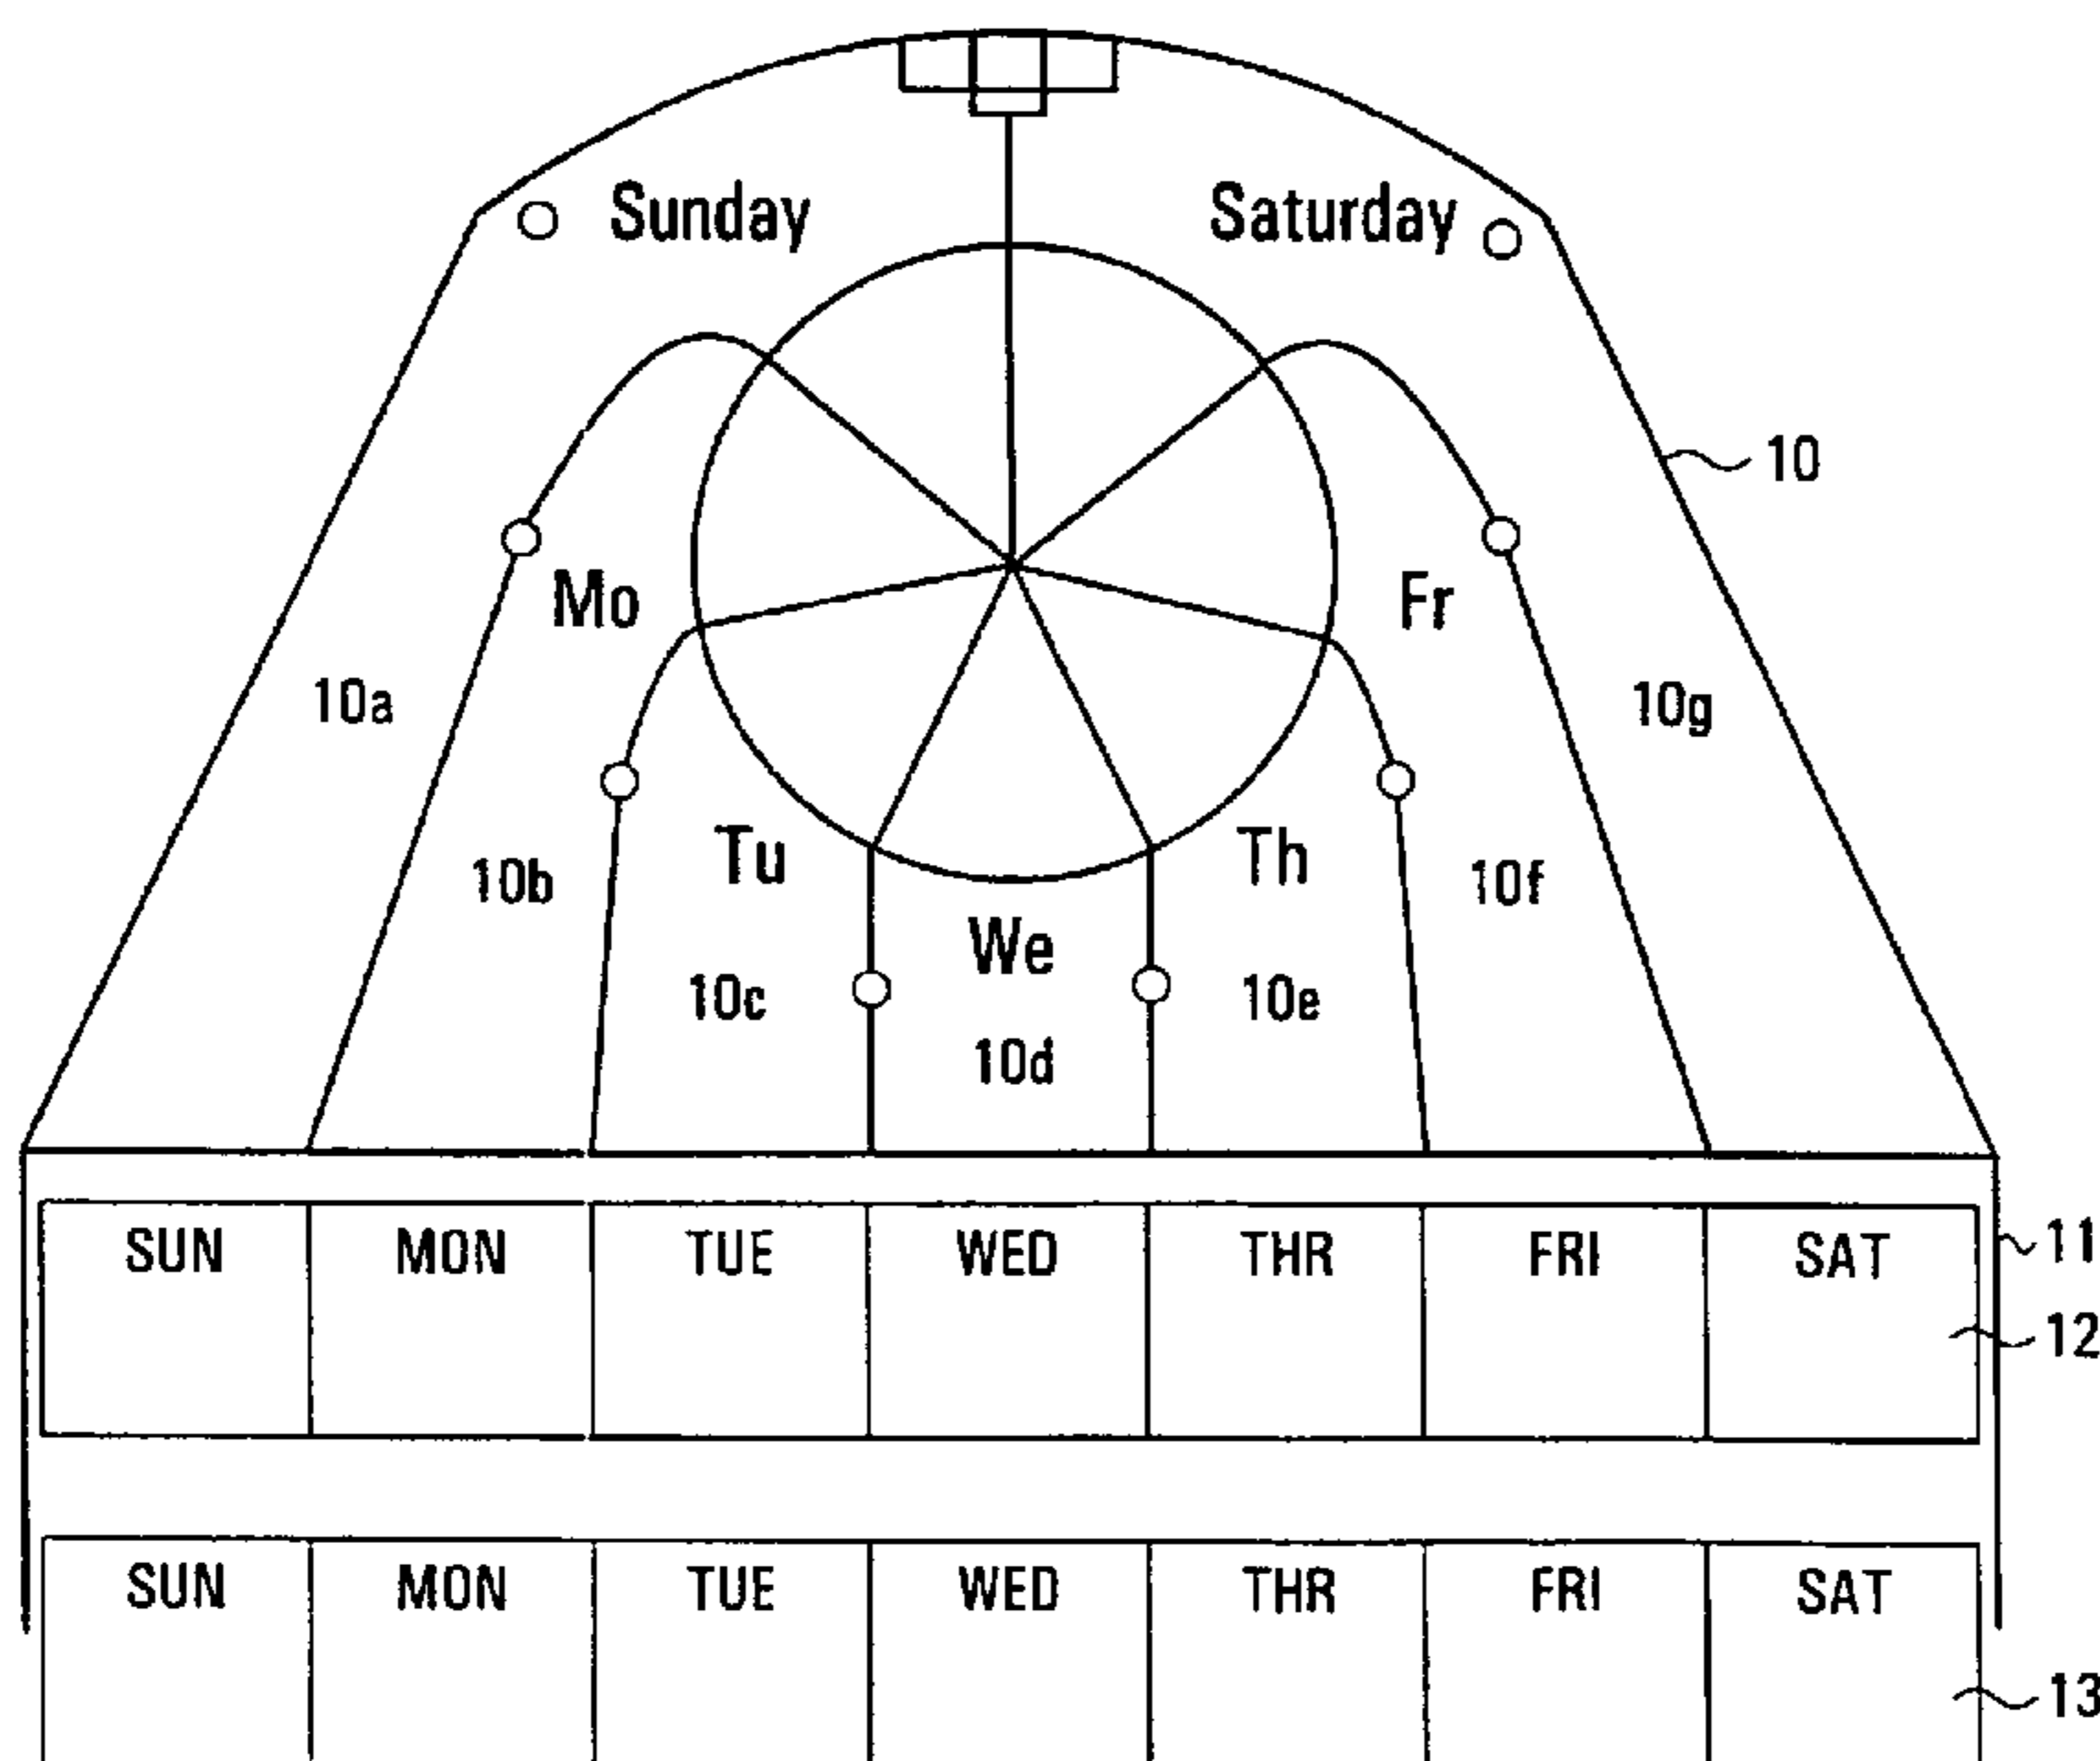 Sunday Saturday
10
Mo Fr
10a 10g
Tu Th
10b 10f
We
10c 10e
10d
SUN MON TUE WED THR FRI SAT
11
12
SUN MON TUE WED THR FRI SAT
13